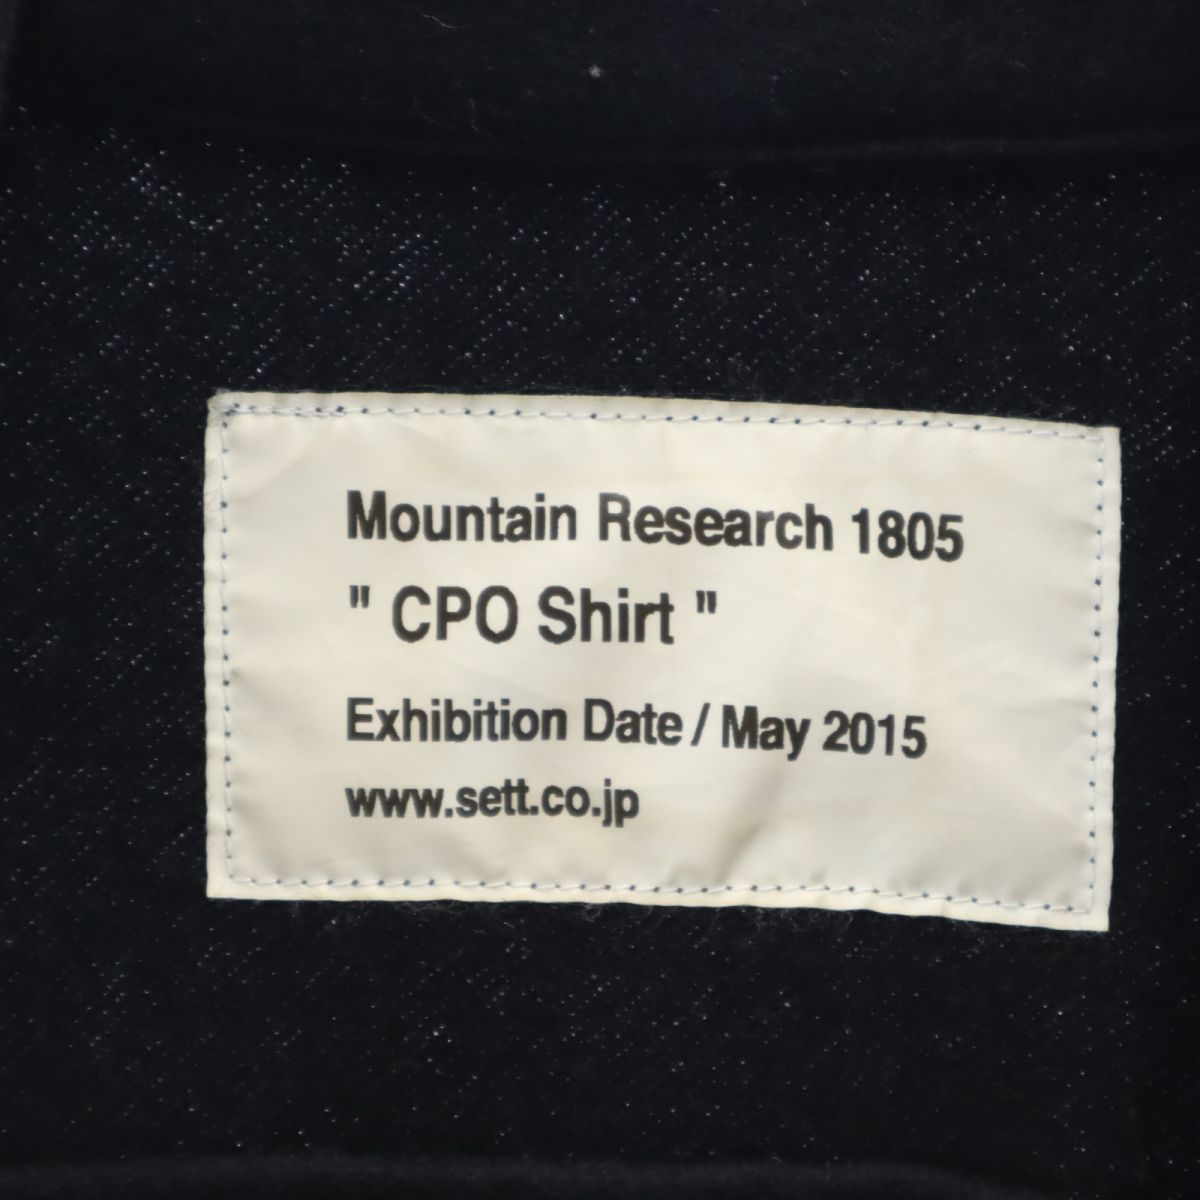 Mountain Research 1805
" CPO Shirt "
Exhibition Date / May 2015
www.sett.co.jp